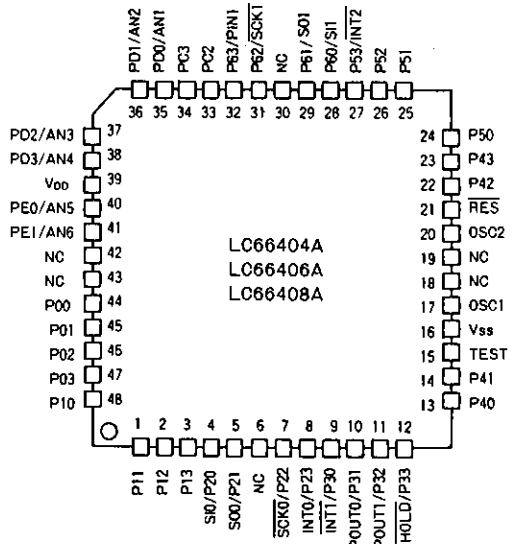 PD1/AN2
PD0/AN1
PC3
PC2
P63/PIN1
P62/SCK1
NC
P61/SO1
P60/SI1
P53/INT2
P52
P51
36 35 34 33 32 31 30 29 28 27 26 25
PD2/AN3 37
PD3/AN4 38
VDD 39
PE0/AN5 40
PE1/AN6 41
NC 42
NC 43
P00 44
P01 45
P02 46
P03 47
P10 48
LC66404A
LC66406A
LC66408A
24 P50
23 P43
22 P42
21 RES
20 OSC2
19 NC
18 NC
17 OSC1
16 Vss
15 TEST
14 P41
13 P40
1 2 3 4 5 6 7 8 9 10 11 12
P11
P12
P13
SI0/P20
SO0/P21
NC
SCK0/P22
INT0/P23
INT1/P30
POUT0/P31
POUT1/P32
HOLD/P33